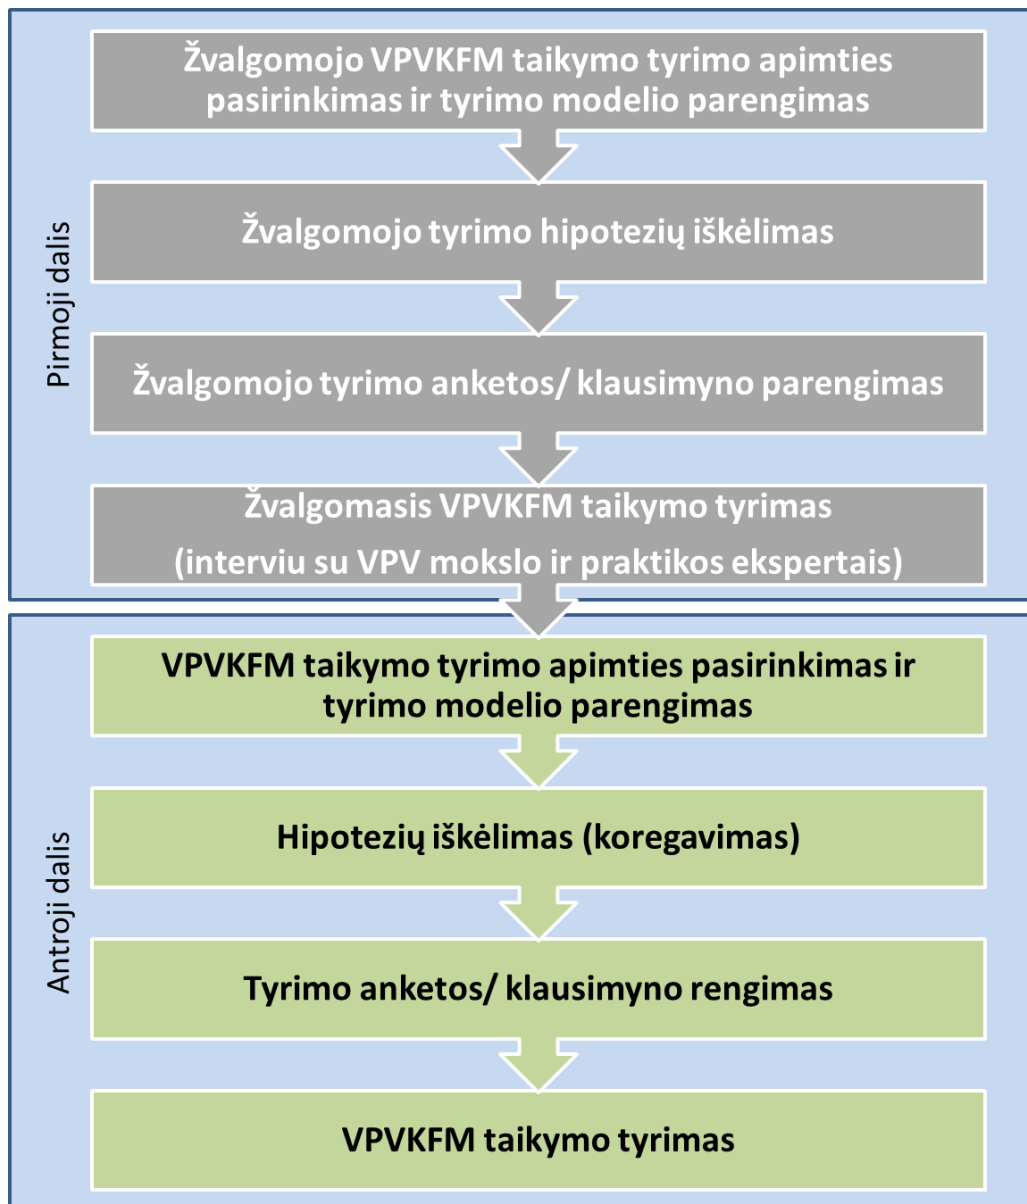 Pirmoji dalis
Žvalgomojo VPVKFM taikymo tyrimo apimties
pasirinkimas ir tyrimo modelio parengimas
Žvalgomojo tyrimo hipotezių iškėlimas
Žvalgomojo tyrimo anketos/ klausimyno parengimas
Žvalgomasis VPVKFM taikymo tyrimas
(interviu su VPV mokslo ir praktikos ekspertais)
Antroji dalis
VPVKFM taikymo tyrimo apimties pasirinkimas ir
tyrimo modelio parengimas
Hipotezių iškėlimas (koregavimas)
Tyrimo anketos/ klausimyno rengimas
VPVKFM taikymo tyrimas